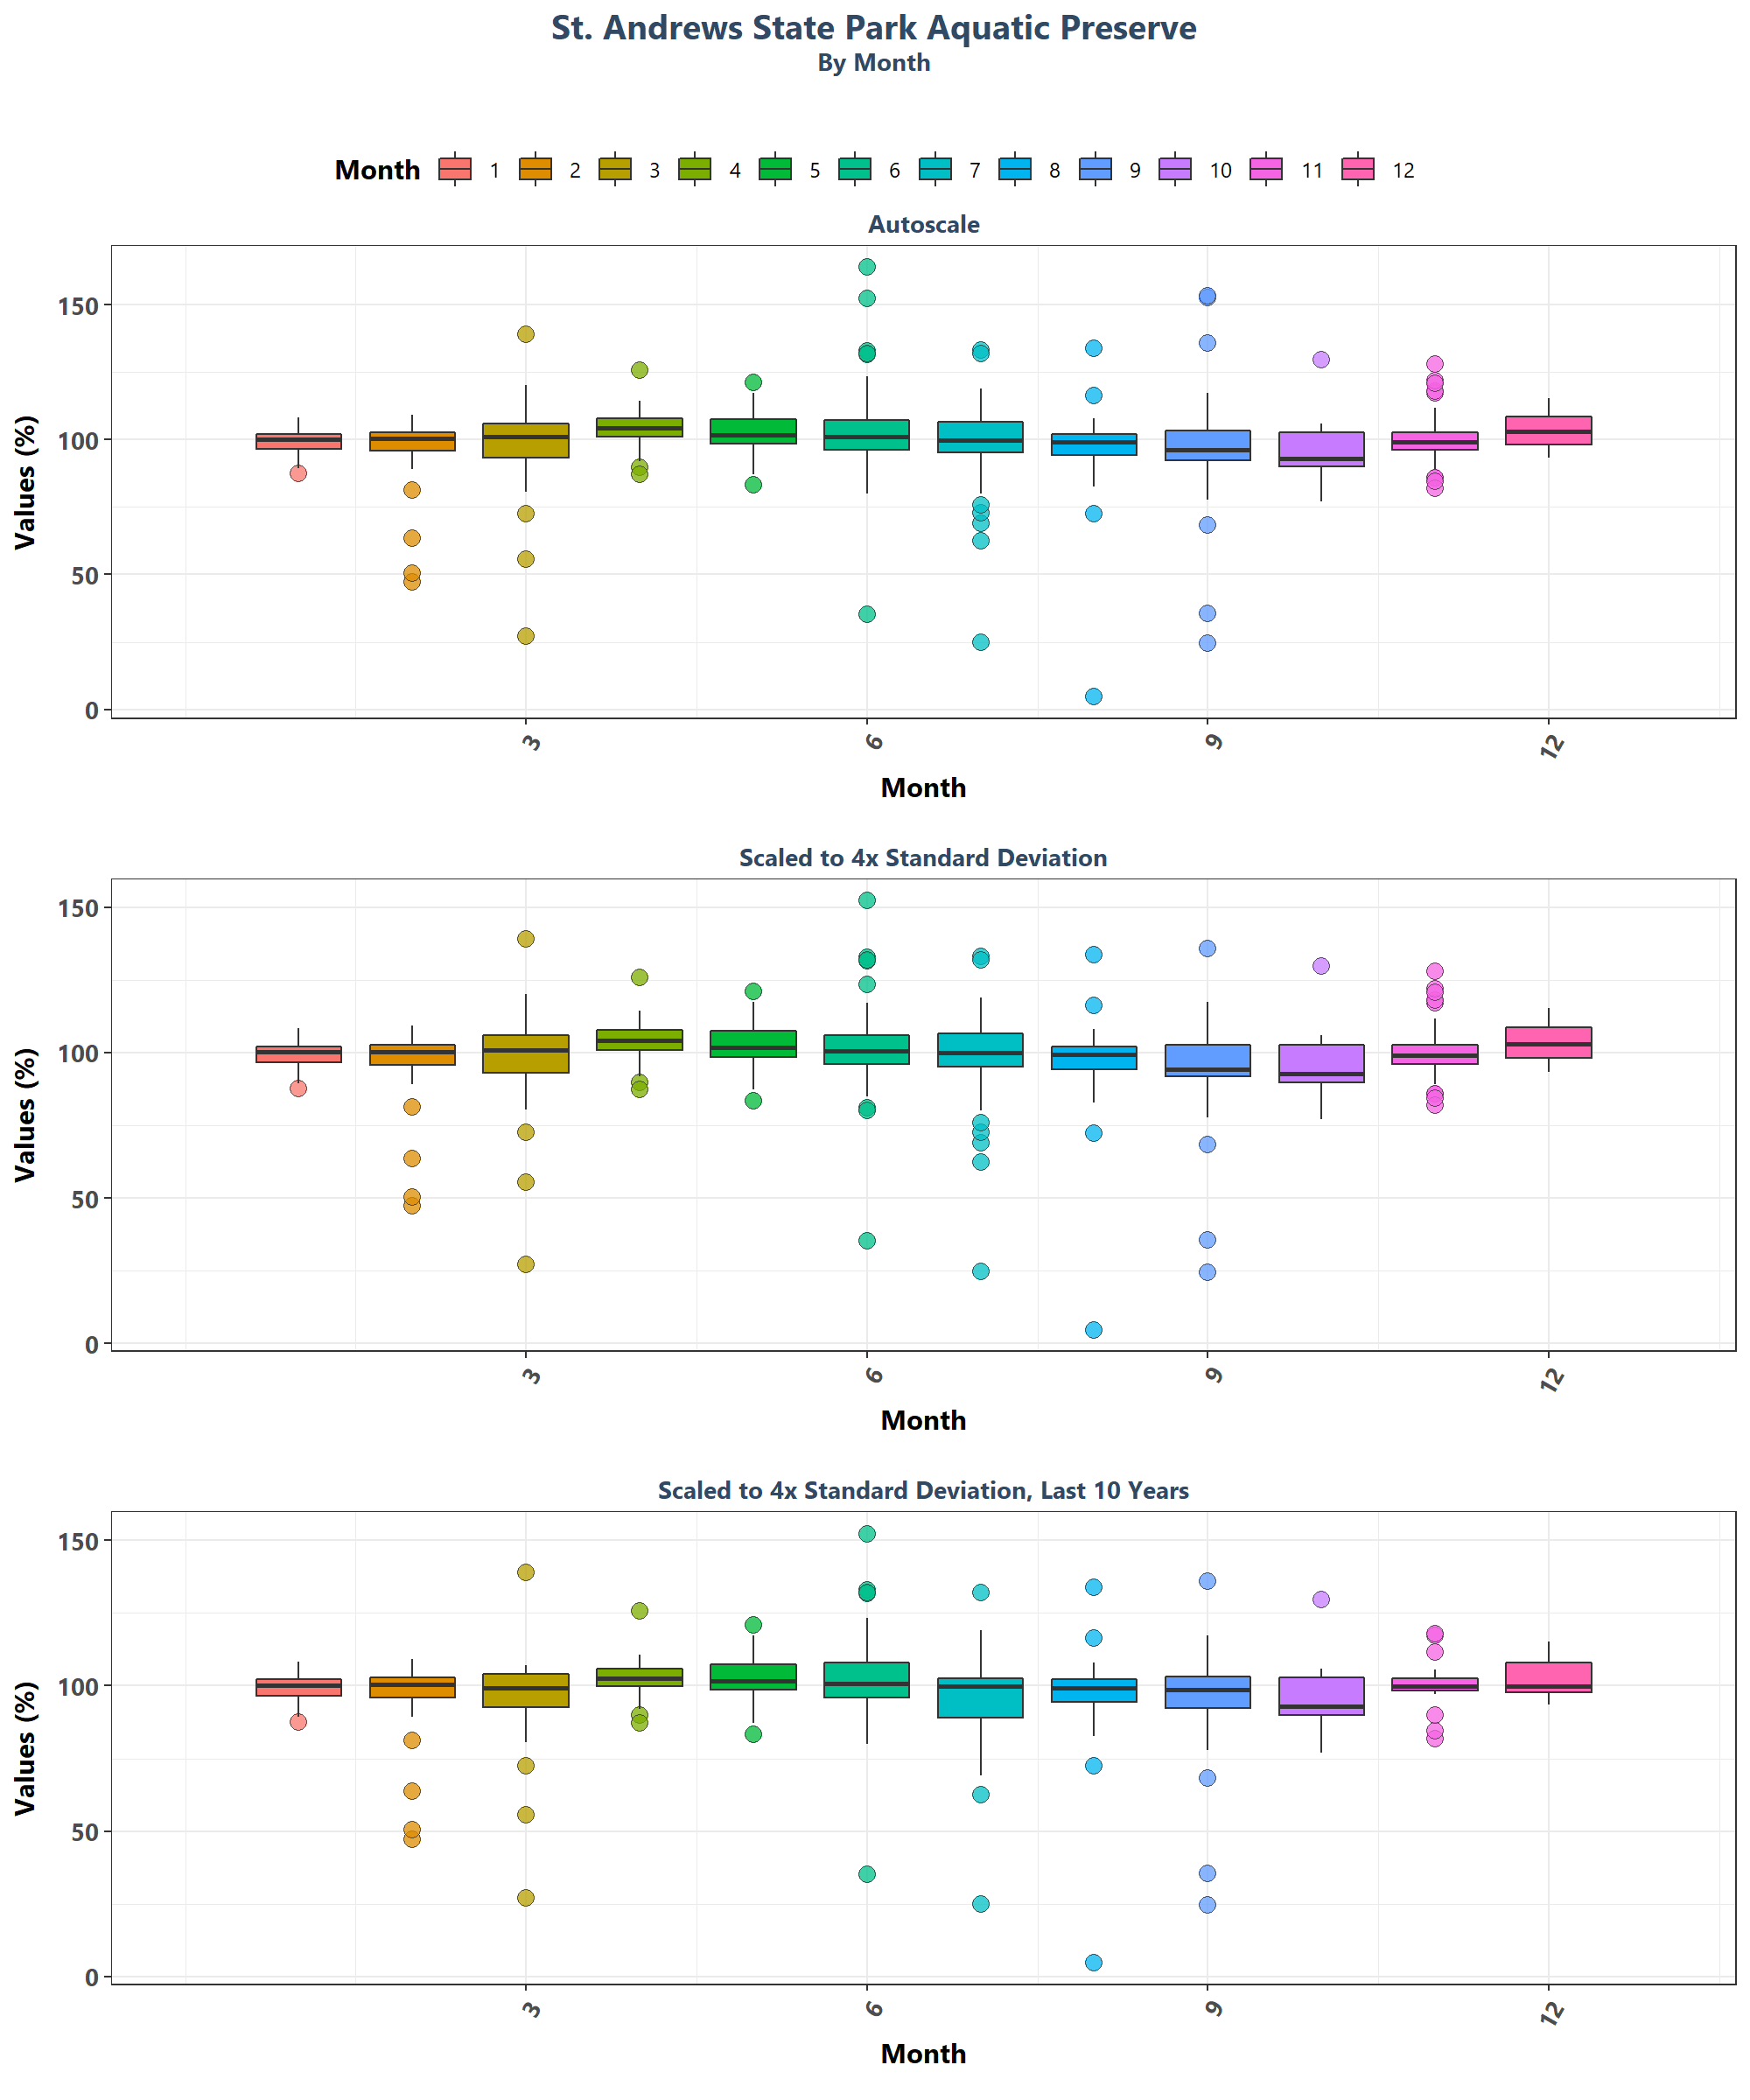 St. Andrews State Park Aquatic Preserve
By Month
Month 1 2 3 4 5 6 7 8 9 10 11 12
Autoscale
Values (%)
150
100
50
0
3 6 9 12
Month
Scaled to 4x Standard Deviation
Values (%)
150
100
50
0
3 6 9 12
Month
Scaled to 4x Standard Deviation, Last 10 Years
Values (%)
150
100
50
0
3 6 9 12
Month